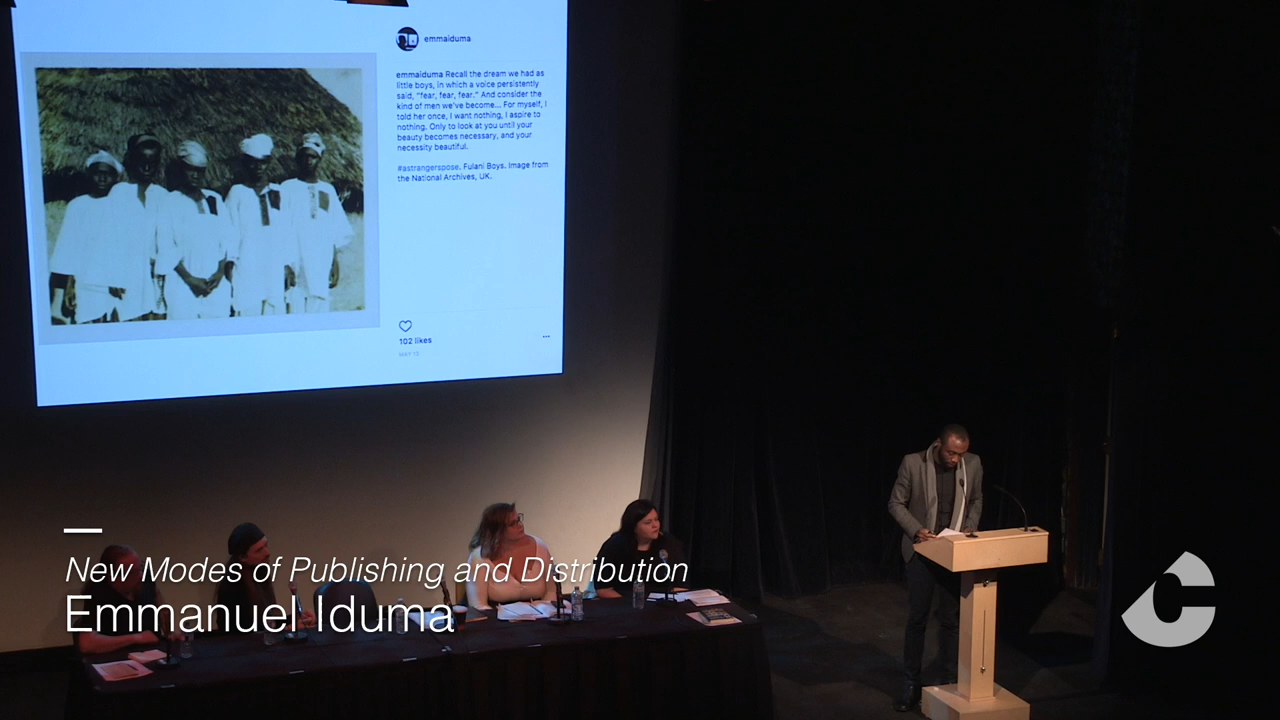 emmaiduma
emmaiduma Recall the dream we had as
little boys, in which a voice persistently
said, "fear, fear, fear." And consider the
kind of men we've become... For myself, I
told her once, I want nothing, I aspire to
nothing. Only to look at you until your
beauty becomes necessary, and your
necessity beautiful.
#astrangerspose. Fulani Boys. Image from
the National Archives, UK.
102 likes
MAY 13
New Modes of Publishing and Distribution
Emmanuel Iduma
C